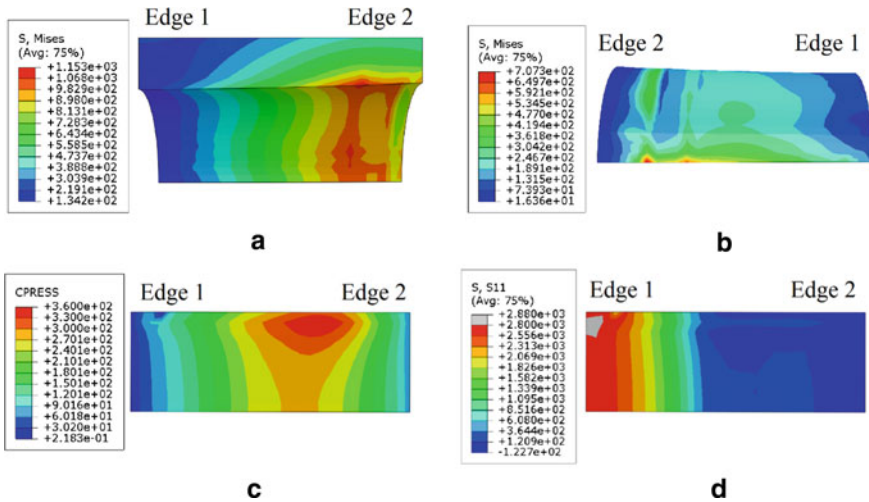 Edge 1 Edge 2
S, Mises
(Avg: 75%)
+1.153e+03
+1.068e+03
+9.829e+02
+8.980e+02
+8.131e+02
+7.283e+02
+6.434e+02
+5.585e+02
+4.737e+02
+3.888e+02
+3.039e+02
+2.191e+02
+1.342e+02
a
S, Mises
(Avg: 75%)
+7.073e+02
+6.497e+02
+5.921e+02
+5.345e+02
+4.770e+02
+4.194e+02
+3.618e+02
+3.042e+02
+2.467e+02
+1.891e+02
+1.315e+02
+7.393e+01
+1.636e+01
Edge 2 Edge 1
b
CPRESS
+3.600e+02
+3.300e+02
+3.000e+02
+2.701e+02
+2.401e+02
+2.101e+02
+1.801e+02
+1.501e+02
+1.201e+02
+9.016e+01
+6.018e+01
+3.020e+01
+2.183e-01
Edge 1 Edge 2
c
S, S11
(Avg: 75%)
+2.880e+03
+2.800e+03
+2.556e+03
+2.313e+03
+2.069e+03
+1.826e+03
+1.582e+03
+1.339e+03
+1.095e+03
+8.516e+02
+6.080e+02
+3.644e+02
+1.209e+02
-1.227e+02
Edge 1 Edge 2
d